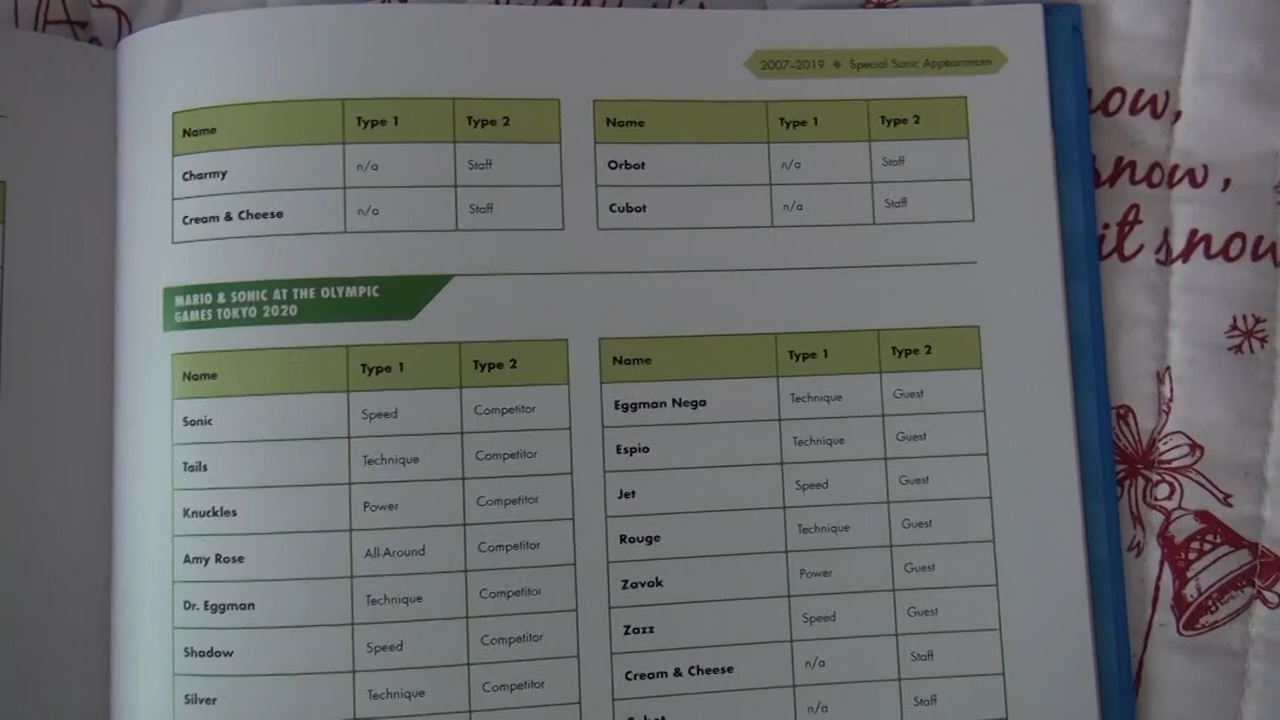 2007–2019 + Special Sonic Appearances
Name Type 1 Type 2
Charmy n/a Staff
Cream & Cheese n/a Staff
Name Type 1 Type 2
Orbot n/a Staff
Cubot n/a Staff
MARIO & SONIC AT THE OLYMPIC
GAMES TOKYO 2020
Name Type 1 Type 2
Sonic Speed Competitor
Tails Technique Competitor
Knuckles Power Competitor
Amy Rose All-Around Competitor
Dr. Eggman Technique Competitor
Shadow Speed Competitor
Silver Technique Competitor
Name Type 1 Type 2
Eggman Nega Technique Guest
Espio Technique Guest
Jet Speed Guest
Rouge Technique Guest
Zavok Power Guest
Zazz Speed Guest
Cream & Cheese n/a Staff
n/a Staff
snow,
it snow